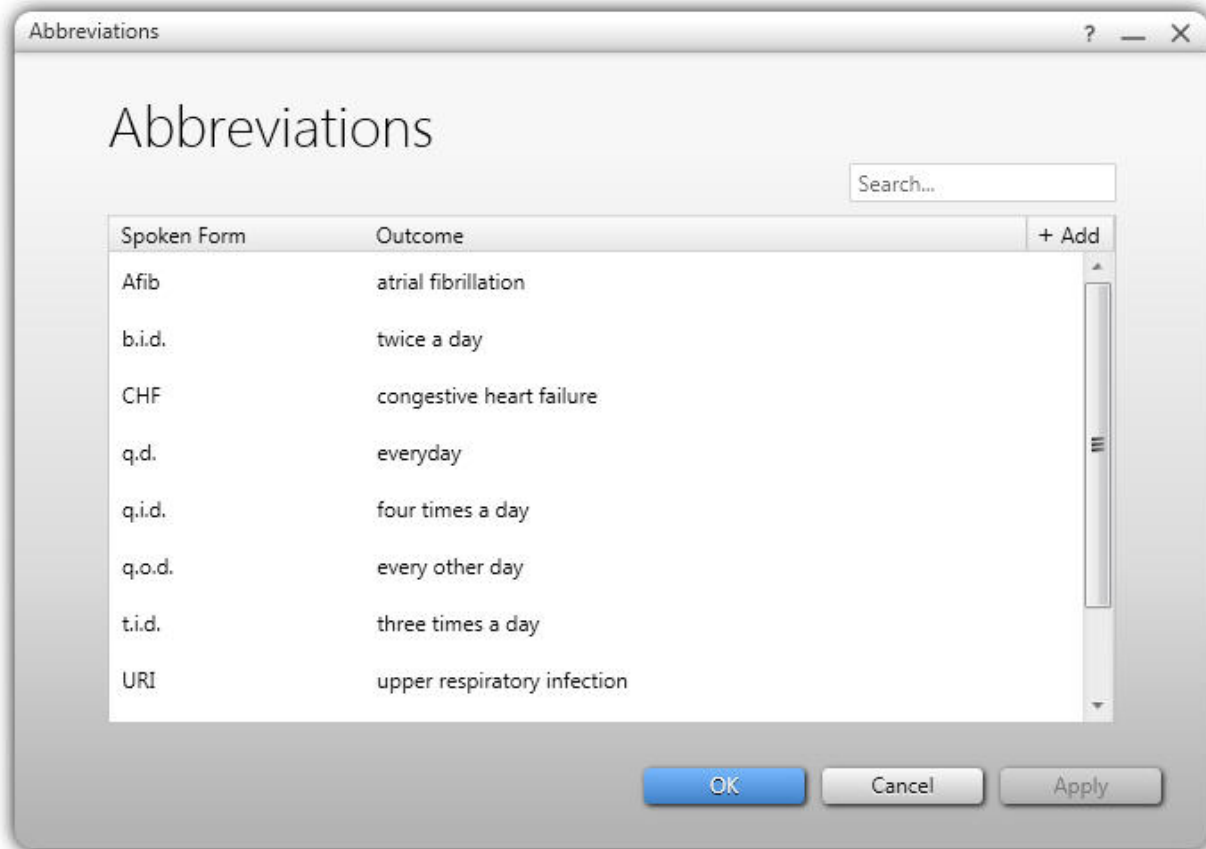 Abbreviations ? — ×
Abbreviations
Search...
Spoken Form Outcome + Add
Afib atrial fibrillation
b.i.d. twice a day
CHF congestive heart failure
q.d. everyday
q.i.d. four times a day
q.o.d. every other day
t.i.d. three times a day
URI upper respiratory infection
OK Cancel Apply